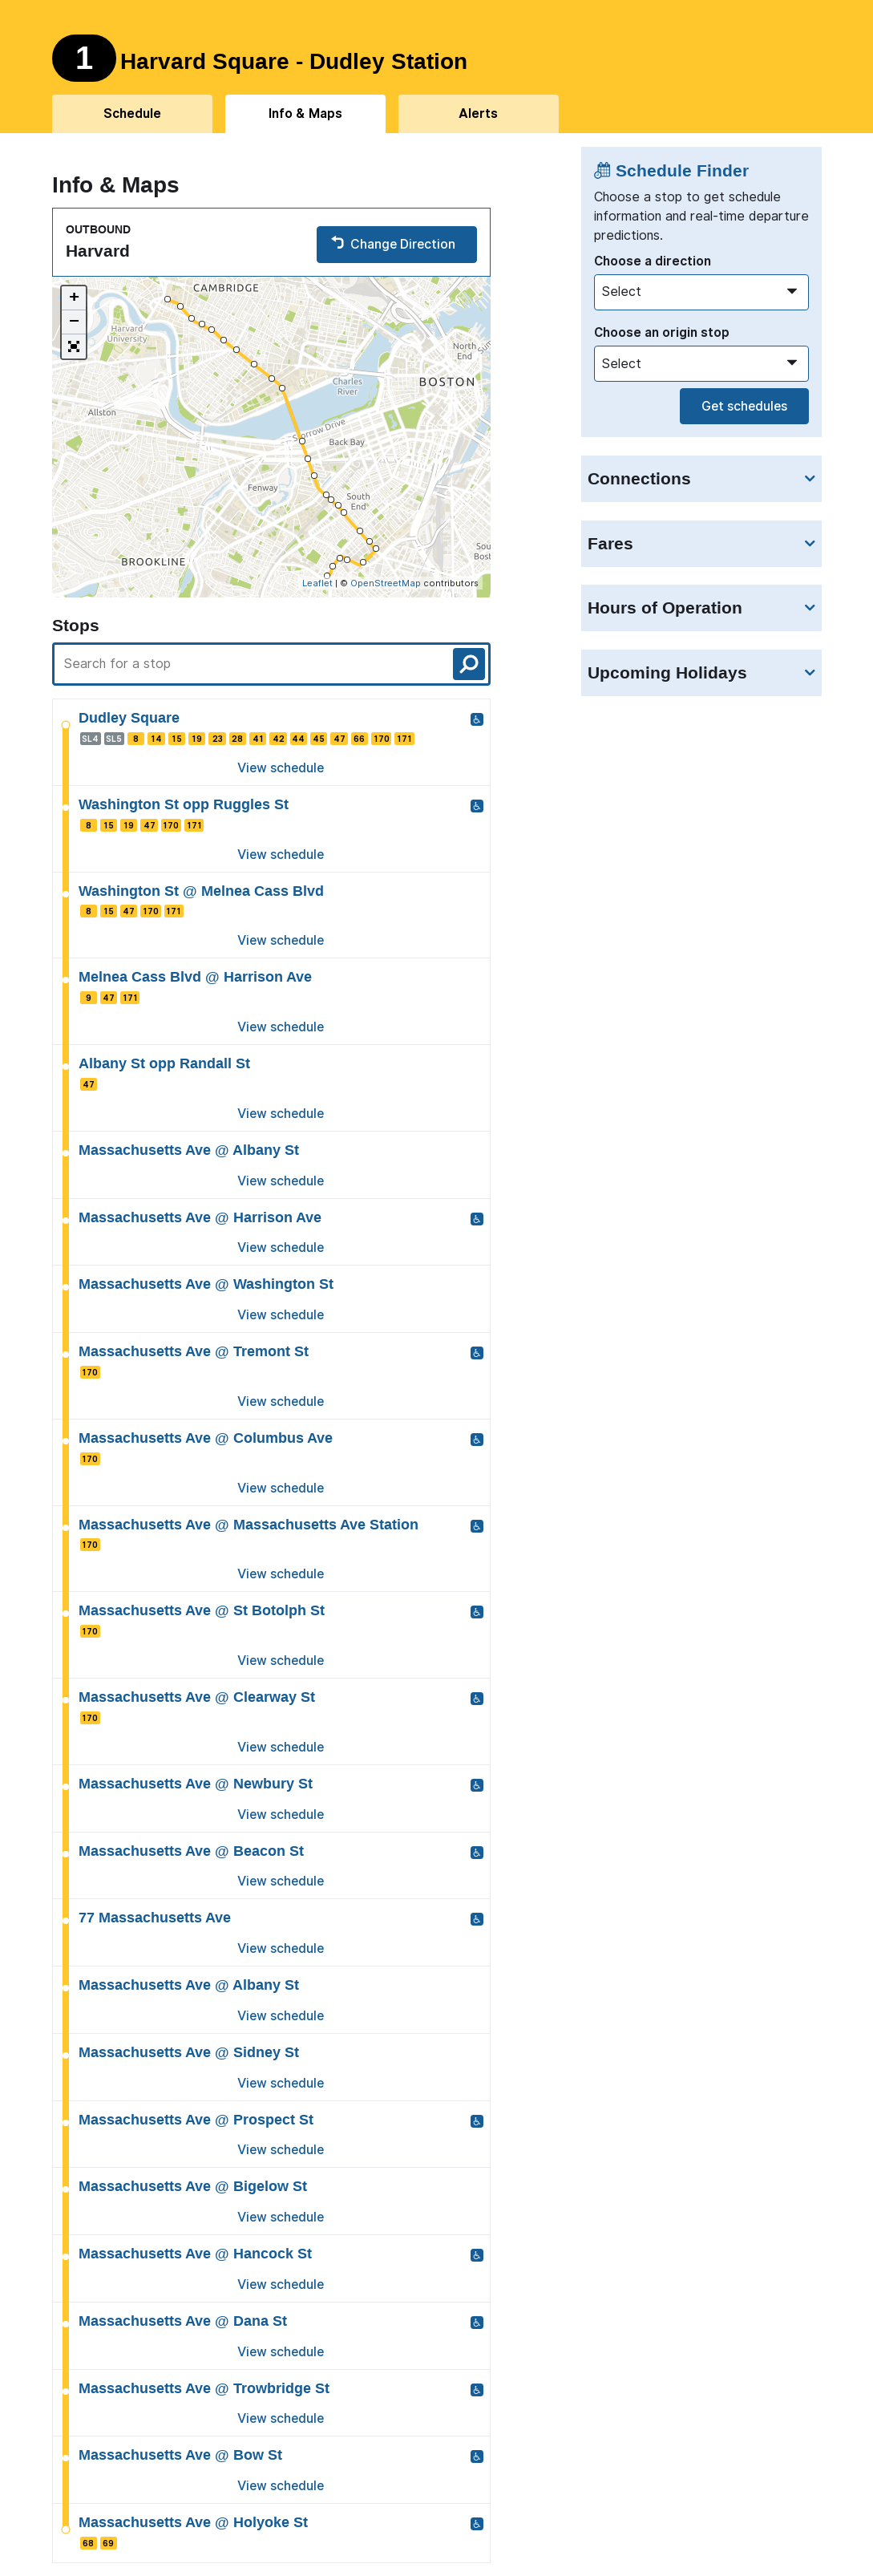 1 Harvard Square - Dudley Station
Schedule Info & Maps Alerts
Info & Maps
OUTBOUND
Harvard
Change Direction
+
−
CAMBRIDGE
Harvard
University
North
End
BOSTON
Charles
River
Allston
Storrow Drive
Back Bay
Fenway
South
End
BROOKLINE
Sou
Bost
Leaflet | © OpenStreetMap contributors
Stops
Search for a stop
Dudley Square
SL4 SL5 8 14 15 19 23 28 41 42 44 45 47 66 170 171
View schedule
Washington St opp Ruggles St
8 15 19 47 170 171
View schedule
Washington St @ Melnea Cass Blvd
8 15 47 170 171
View schedule
Melnea Cass Blvd @ Harrison Ave
9 47 171
View schedule
Albany St opp Randall St
47
View schedule
Massachusetts Ave @ Albany St
View schedule
Massachusetts Ave @ Harrison Ave
View schedule
Massachusetts Ave @ Washington St
View schedule
Massachusetts Ave @ Tremont St
170
View schedule
Massachusetts Ave @ Columbus Ave
170
View schedule
Massachusetts Ave @ Massachusetts Ave Station
170
View schedule
Massachusetts Ave @ St Botolph St
170
View schedule
Massachusetts Ave @ Clearway St
170
View schedule
Massachusetts Ave @ Newbury St
View schedule
Massachusetts Ave @ Beacon St
View schedule
77 Massachusetts Ave
View schedule
Massachusetts Ave @ Albany St
View schedule
Massachusetts Ave @ Sidney St
View schedule
Massachusetts Ave @ Prospect St
View schedule
Massachusetts Ave @ Bigelow St
View schedule
Massachusetts Ave @ Hancock St
View schedule
Massachusetts Ave @ Dana St
View schedule
Massachusetts Ave @ Trowbridge St
View schedule
Massachusetts Ave @ Bow St
View schedule
Massachusetts Ave @ Holyoke St
68 69
Schedule Finder
Choose a stop to get schedule
information and real-time departure
predictions.
Choose a direction
Select
Choose an origin stop
Select
Get schedules
Connections
Fares
Hours of Operation
Upcoming Holidays